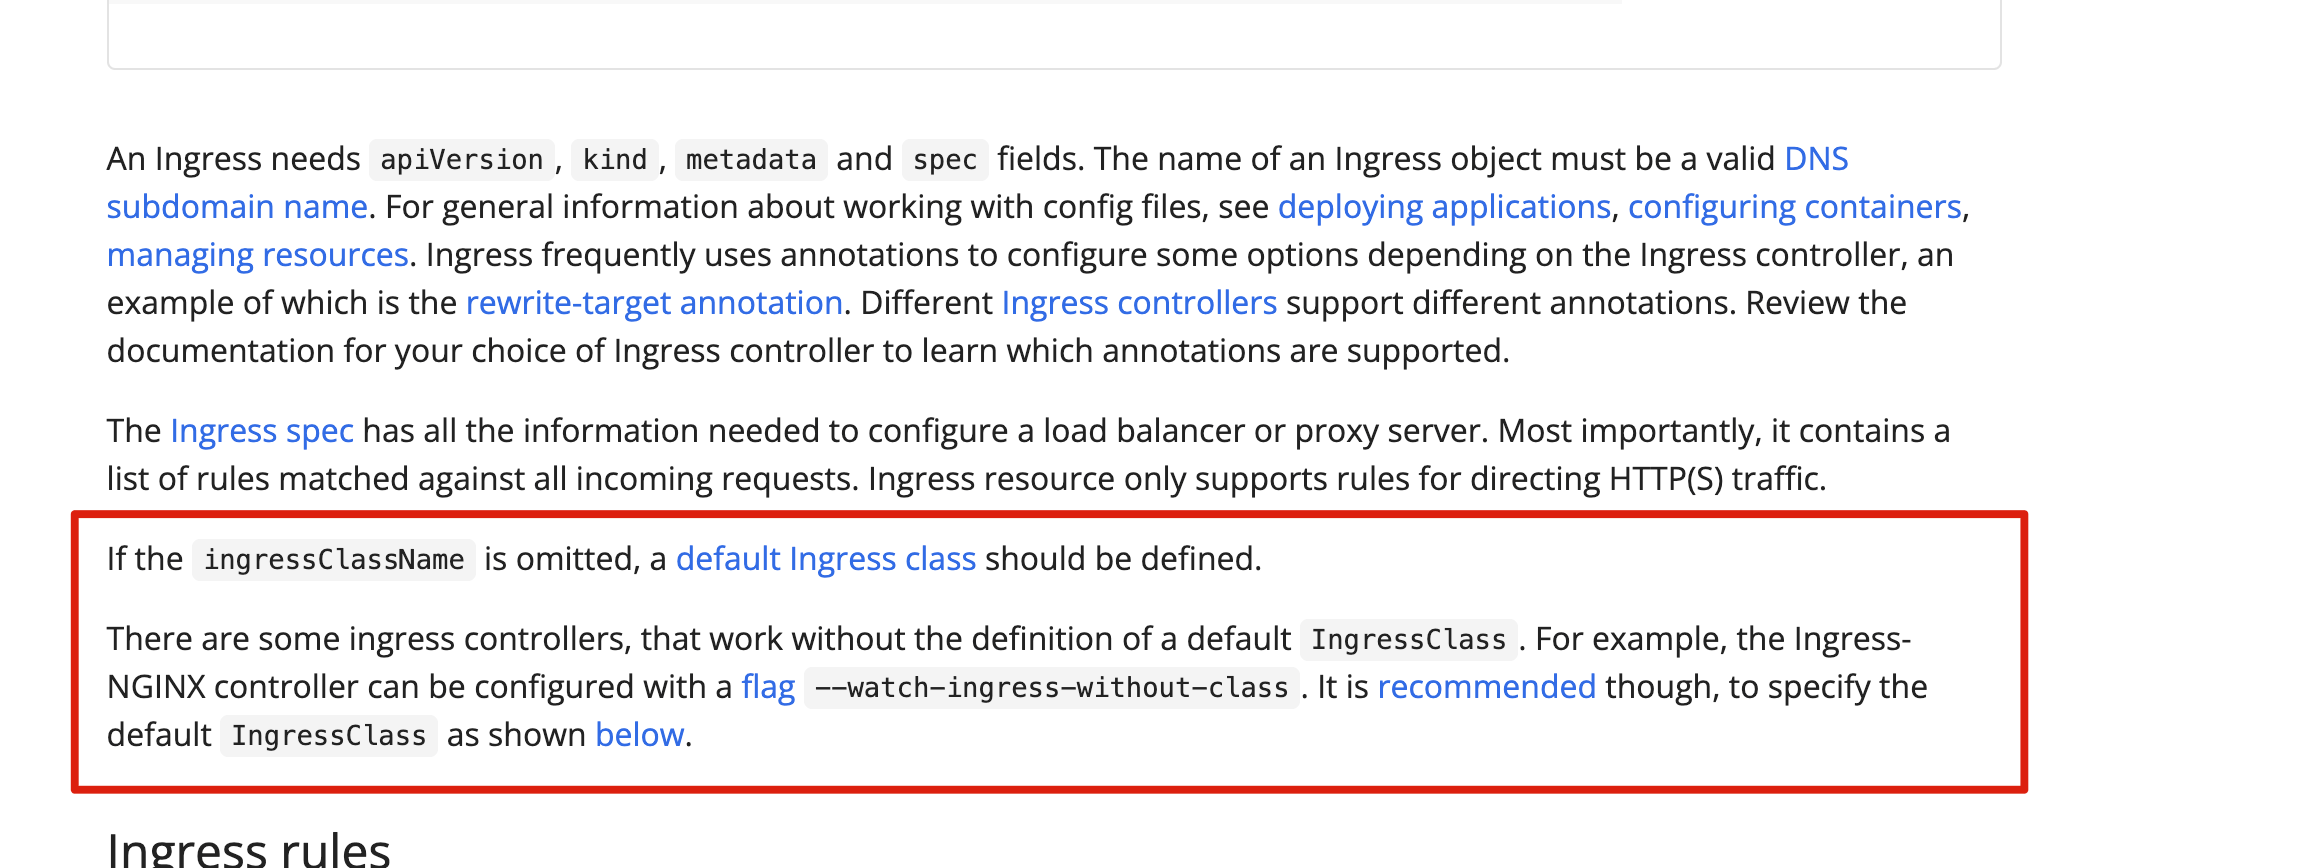 An Ingress needs apiVersion, kind, metadata and spec fields. The name of an Ingress object must be a valid DNS
subdomain name. For general information about working with config files, see deploying applications, configuring containers,
managing resources. Ingress frequently uses annotations to configure some options depending on the Ingress controller, an
example of which is the rewrite-target annotation. Different Ingress controllers support different annotations. Review the
documentation for your choice of Ingress controller to learn which annotations are supported.
The Ingress spec has all the information needed to configure a load balancer or proxy server. Most importantly, it contains a
list of rules matched against all incoming requests. Ingress resource only supports rules for directing HTTP(S) traffic.
If the ingressClassName is omitted, a default Ingress class should be defined.
There are some ingress controllers, that work without the definition of a default IngressClass. For example, the Ingress-
NGINX controller can be configured with a flag --watch-ingress-without-class. It is recommended though, to specify the
default IngressClass as shown below.
Ingress rules